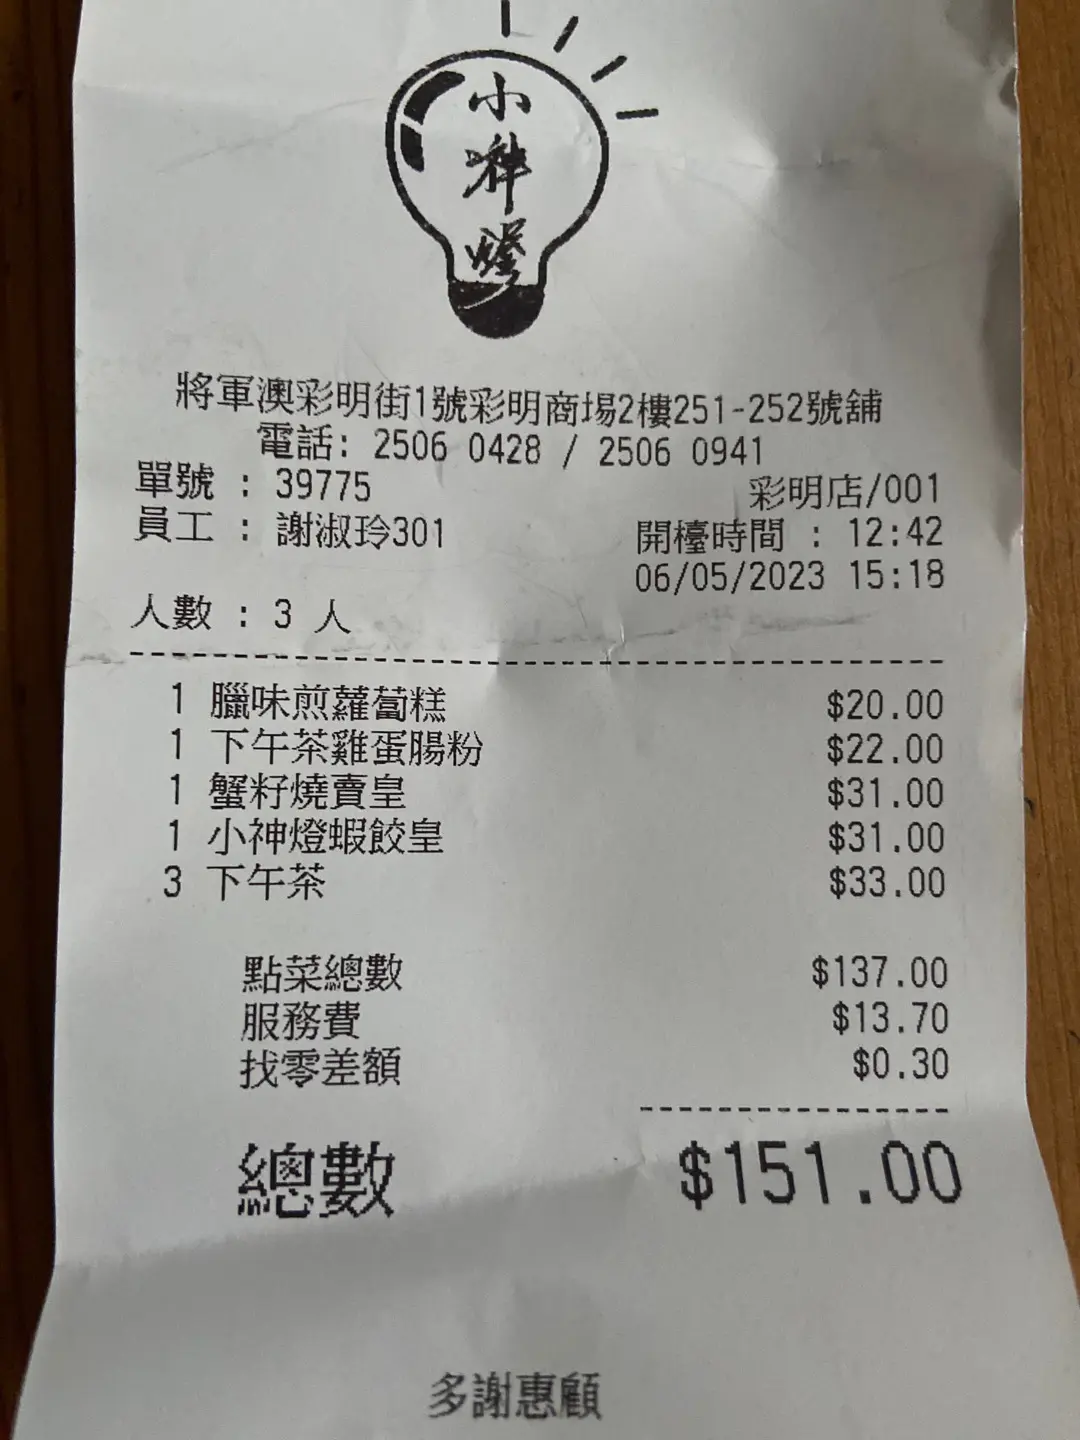 小神燈
將軍澳彩明街1號彩明商場2樓251-252號舖
電話: 2506 0428 / 2506 0941
單號 : 39775
彩明店/001
員工 : 謝淑玲301
開檯時間 : 12:42
06/05/2023 15:18
人數 : 3 人
1 臘味煎蘿蔔糕 $20.00
1 下午茶雞蛋腸粉 $22.00
1 蟹籽燒賣皇 $31.00
1 小神燈蝦餃皇 $31.00
3 下午茶 $33.00
點菜總數 $137.00
服務費 $13.70
找零差額 $0.30
總數 $151.00
多謝惠顧